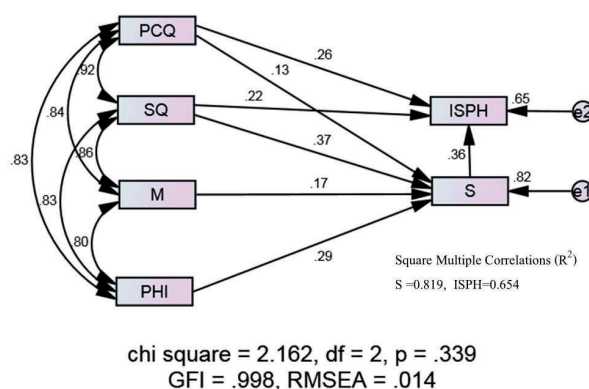 PCQ
.26
.13
.92
ISPH
.65
e2
SQ
.22
.84
.37
.86
.36
.83
.82
.83
M
.17
S
e1
.80
Square Multiple Correlations (R²)
.29
PHI
S =0.819, ISPH=0.654
chi square = 2.162, df = 2, p = .339
GFI = .998, RMSEA = .014